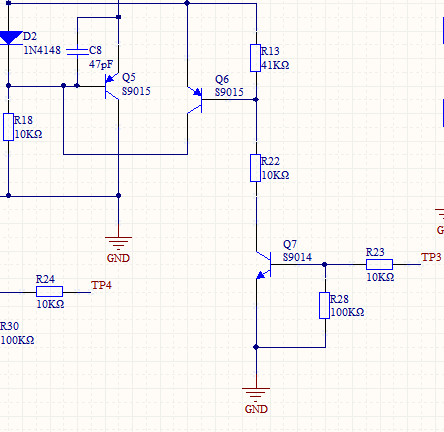 D2
1N4148
C8
47pF
Q5
S9015
Q6
S9015
R13
41KΩ
R18
10KΩ
R22
10KΩ
GND
Q7
S9014
R23
10KΩ
TP3
R24
10KΩ
TP4
R28
100KΩ
R30
100KΩ
GND